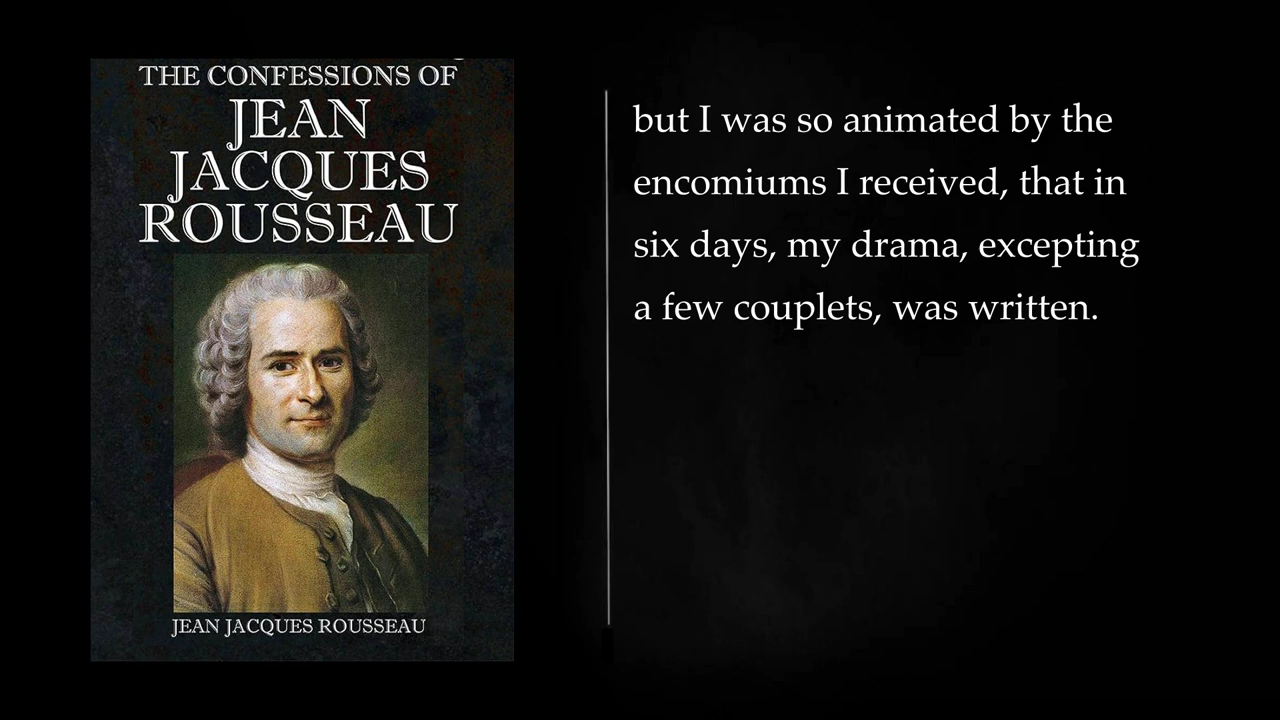 THE CONFESSIONS OF
JEAN
JACQUES
ROUSSEAU
JEAN JACQUES ROUSSEAU
but I was so animated by the
encomiums I received, that in
six days, my drama, excepting
a few couplets, was written.